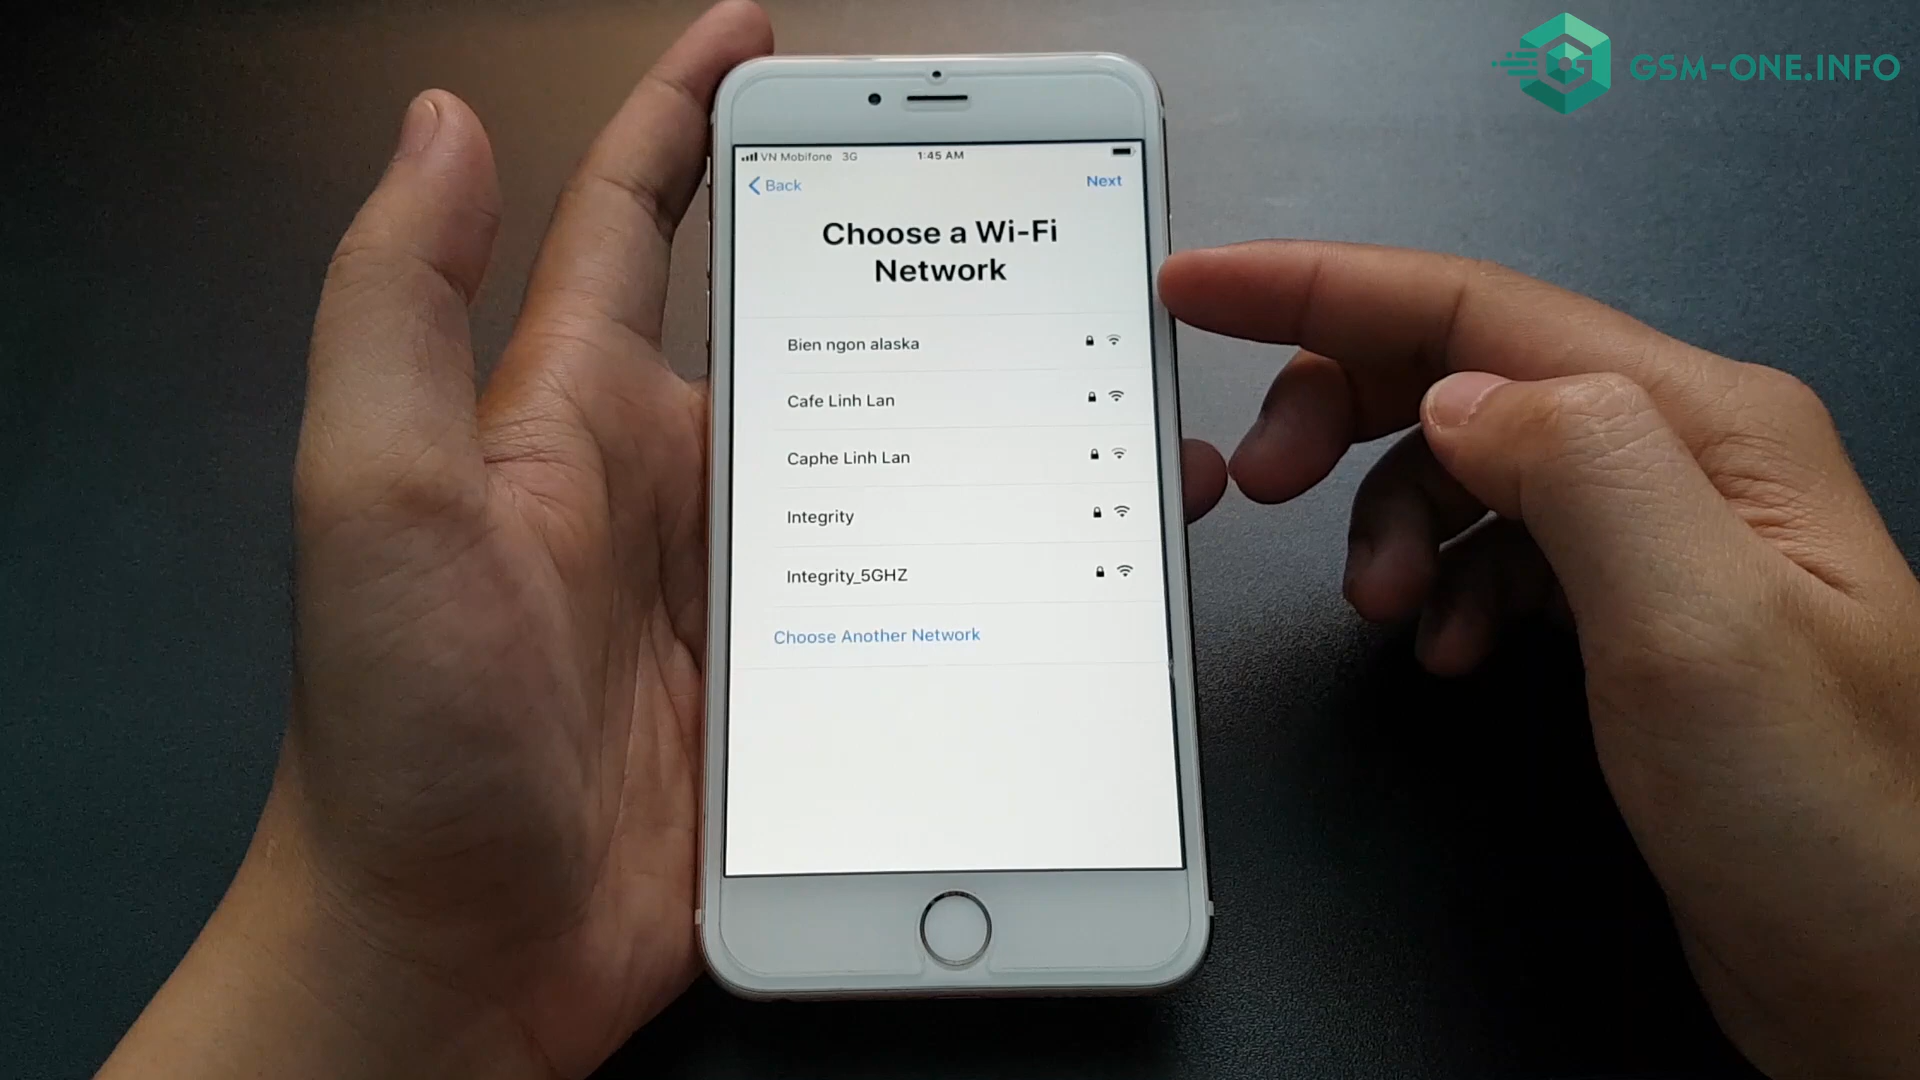 GSM-ONE.INFO
VN Mobifone 3G 1:45 AM
Back Next
Choose a Wi-Fi
Network
Bien ngon alaska
Cafe Linh Lan
Caphe Linh Lan
Integrity
Integrity_5GHZ
Choose Another Network